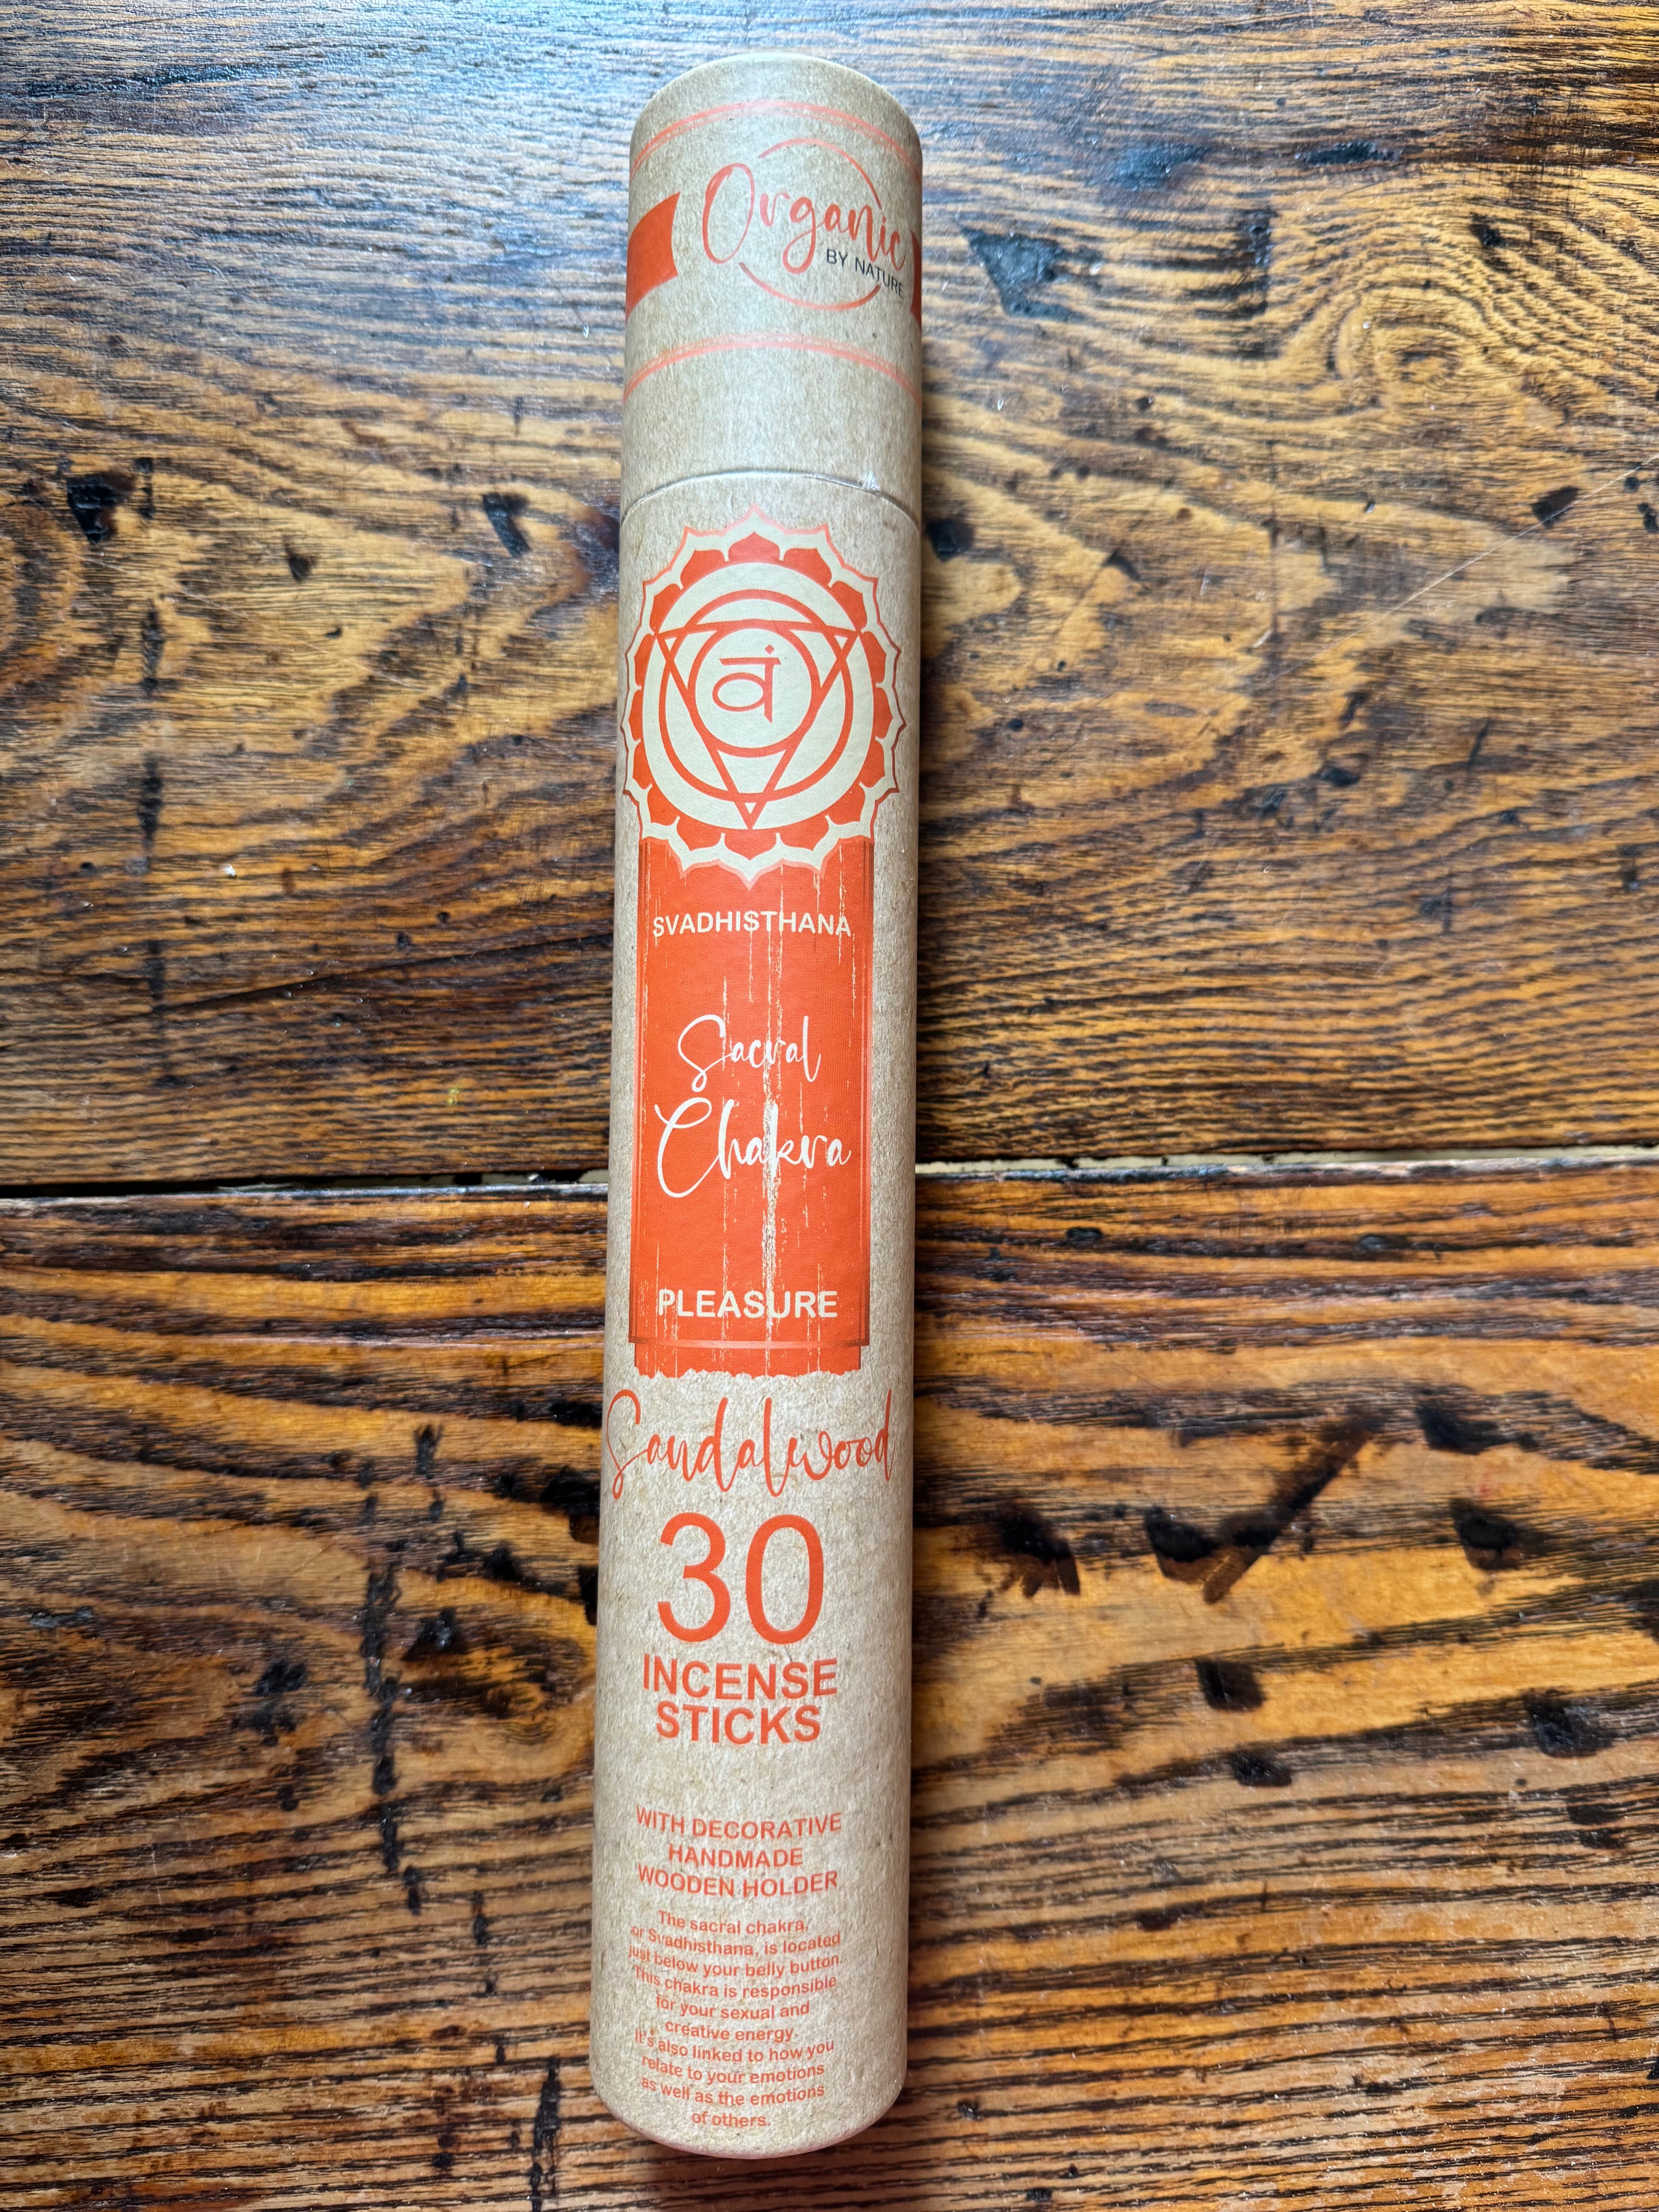 Organic
BY NATURE
वं
SVADHISTHANA
Sacral
Chakra
PLEASURE
Sandalwood
30
INCENSE
STICKS
WITH DECORATIVE
HANDMADE
WOODEN HOLDER
The sacral chakra,
or Svadhisthana, is located
just below your belly button.
This chakra is responsible
for your sexual and
creative energy.
It's also linked to how you
relate to your emotions
as well as the emotions
of others.